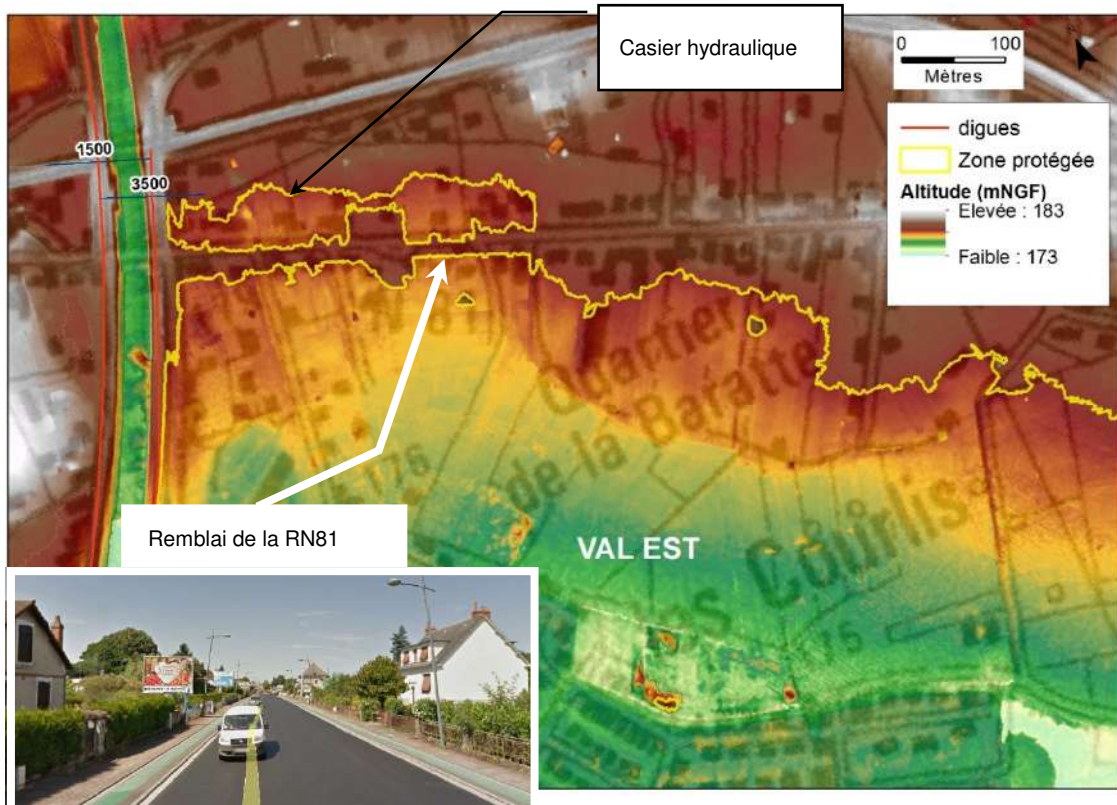 Casier hydraulique
0 100
Mètres
digues
Zone protégée
Altitude (mNGF)
Elevée : 183
Faible : 173
1500
3500
Quartier
de la Baratte
176
Remblai de la RN81
VAL EST
Courlis